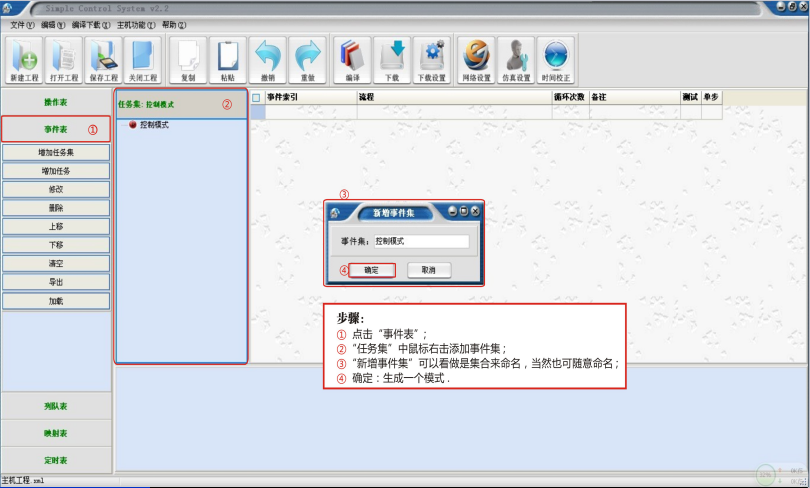 Simple Control System v2.2
文件(F) 编辑(V) 编译下载(Q) 主机功能(I) 帮助(Z)
新建工程 打开工程 保存工程 关闭工程 复制 粘贴 撤销 重做 编译 下载 下载设置 网络设置 仿真设置 时间校正
操作表
事件表 ①
增加任务集
增加任务
修改
删除
上移
下移
清空
导出
加载
列队表
映射表
定时表
任务集: 控制模式 ②
控制模式
事件索引 流程 循环次数 备注 测试 单步
③
新增事件集
事件集: 控制模式
④ 确定 取消
步骤:
① 点击“事件表”;
② “任务集”中鼠标右击添加事件集;
③ “新增事件集”可以看做是集合来命名,当然也可随意命名;
④ 确定:生成一个模式.
主机工程.xml